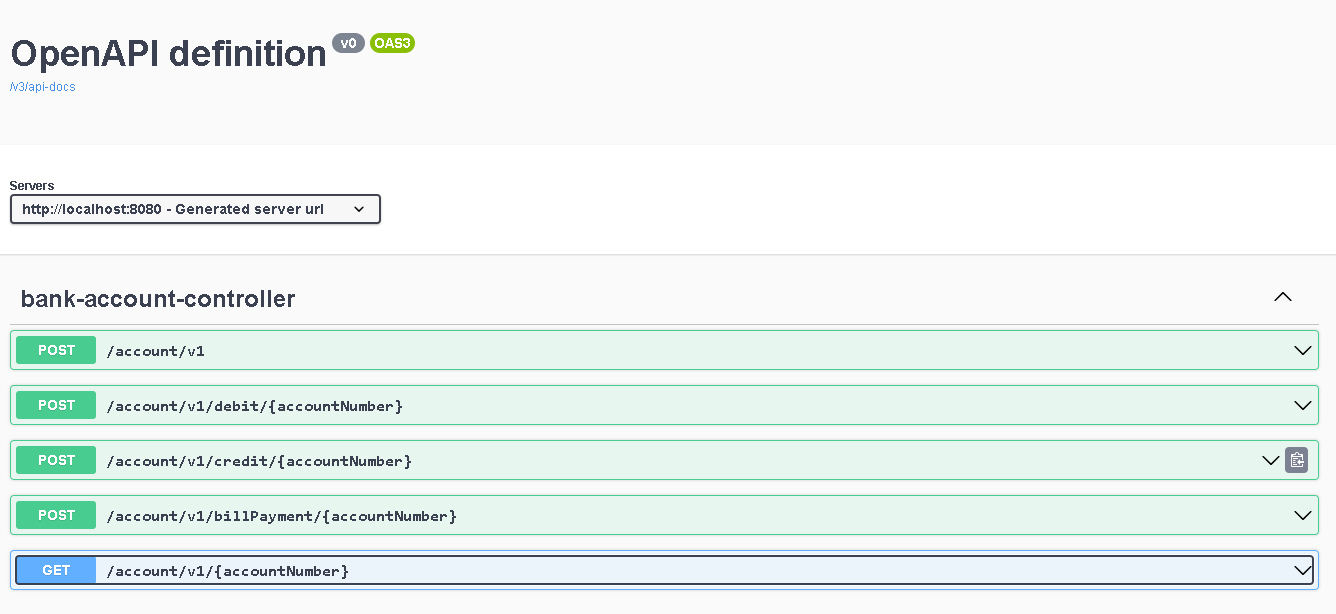 OpenAPI definition v0 OAS3
/v3/api-docs
Servers
http://localhost:8080 - Generated server url
bank-account-controller
POST /account/v1
POST /account/v1/debit/{accountNumber}
POST /account/v1/credit/{accountNumber}
POST /account/v1/billPayment/{accountNumber}
GET /account/v1/{accountNumber}